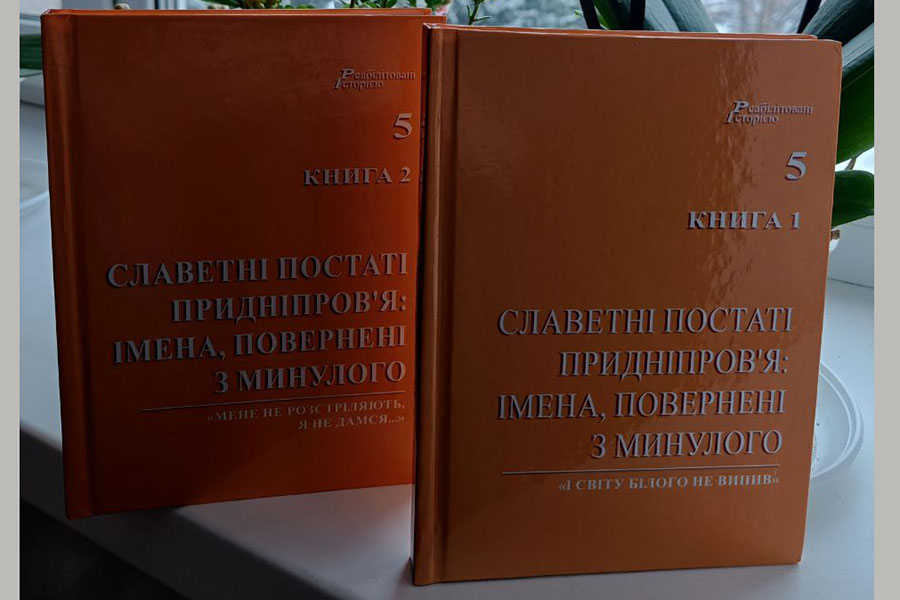 Реабілітовані
Історією
5
КНИГА 2
СЛАВЕТНІ ПОСТАТІ
ПРИДНІПРОВ'Я:
ІМЕНА, ПОВЕРНЕНІ
З МИНУЛОГО
«МЕНЕ НЕ РОЗСТРІЛЯЮТЬ,
Я НЕ ДАМСЯ...»
Реабілітовані
Історією
5
КНИГА 1
СЛАВЕТНІ ПОСТАТІ
ПРИДНІПРОВ'Я:
ІМЕНА, ПОВЕРНЕНІ
З МИНУЛОГО
«І СВІТУ БІЛОГО НЕ ВИПИВ»